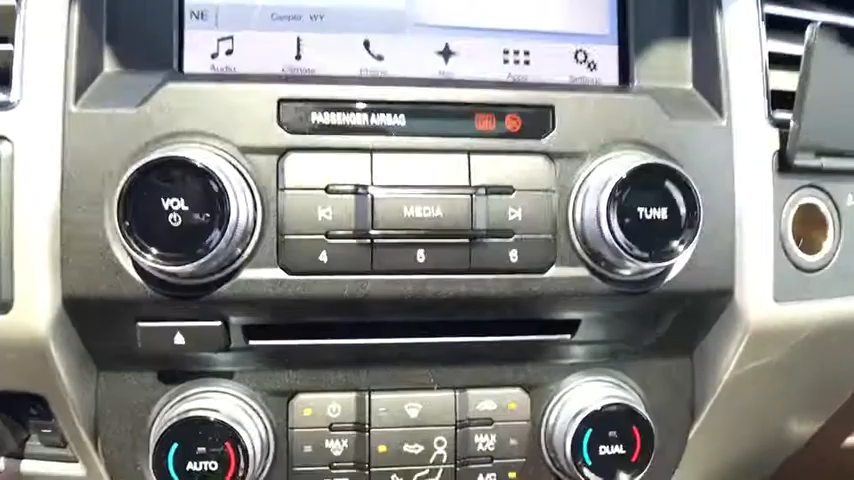 NE
Casper, WY
Audio
Climate
Phone
Nav
Apps
Settings
PASSENGER AIRBAG
OFF
VOL
MEDIA
TUNE
4
5
6
MAX
MAX
A/C
A/C
AUTO
DUAL